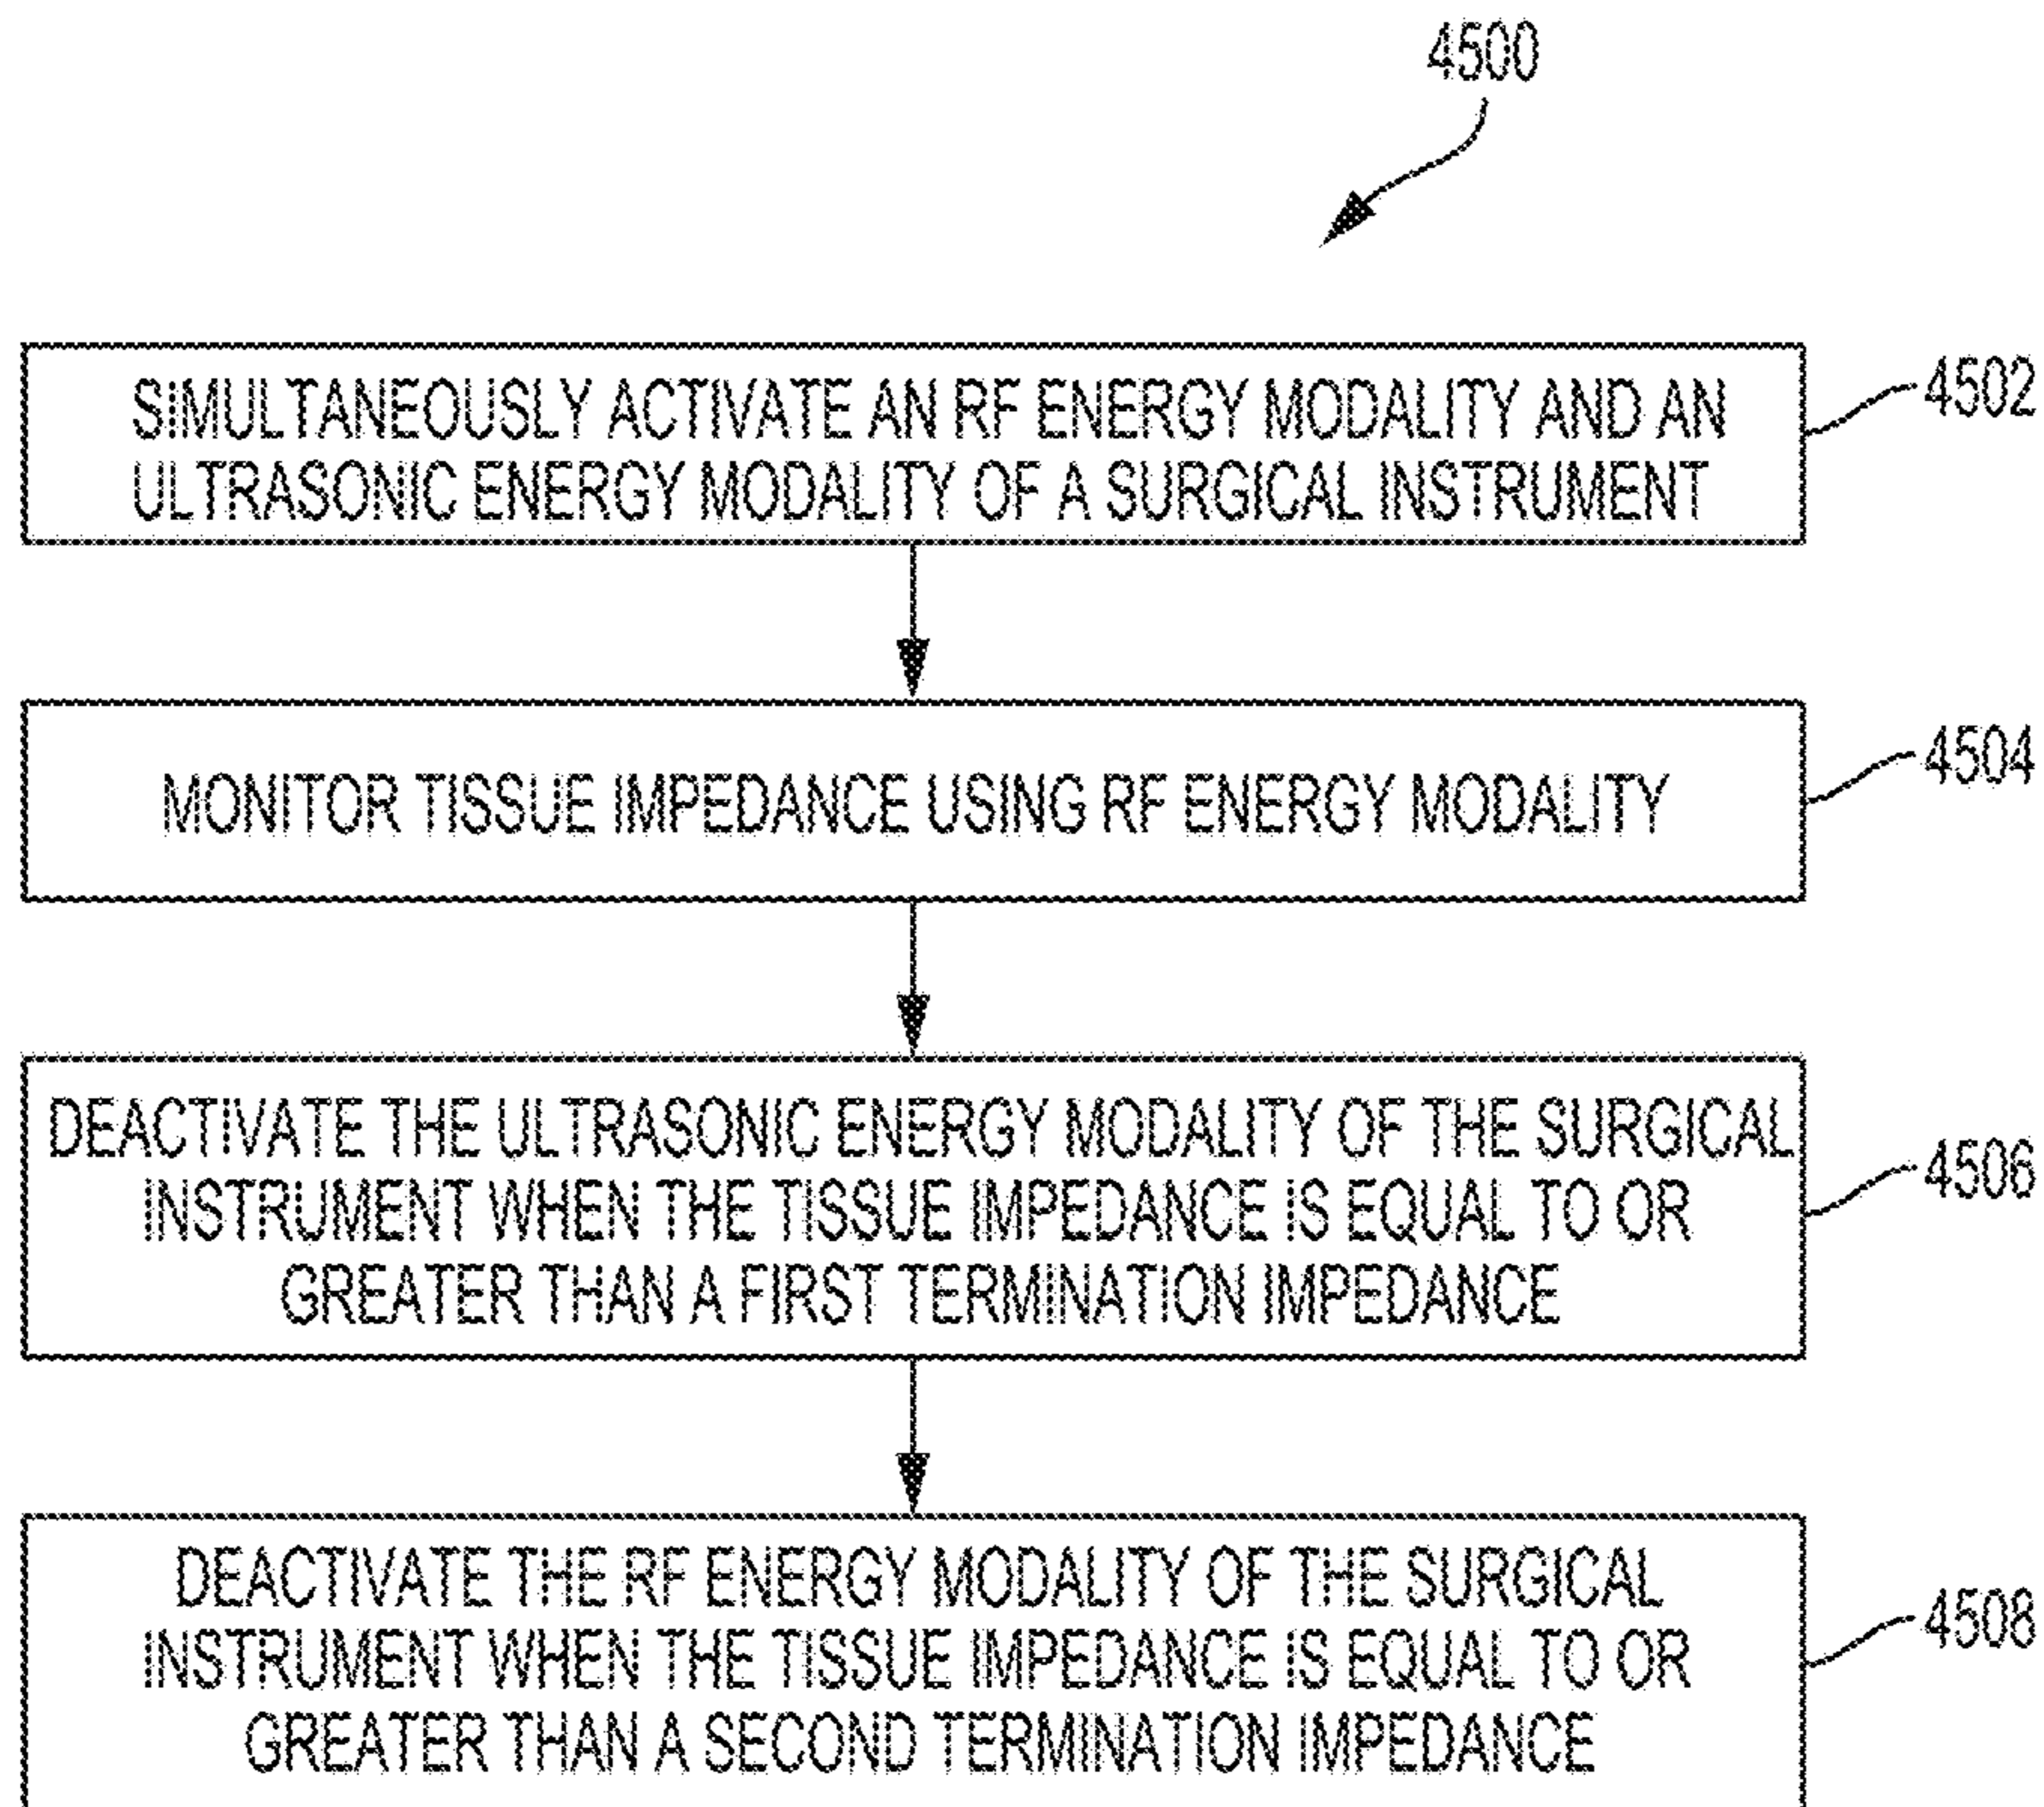 4500
SIMULTANEOUSLY ACTIVATE AN RF ENERGY MODALITY AND AN
ULTRASONIC ENERGY MODALITY OF A SURGICAL INSTRUMENT
4502
MONITOR TISSUE IMPEDANCE USING RF ENERGY MODALITY
4504
DEACTIVATE THE ULTRASONIC ENERGY MODALITY OF THE SURGICAL
INSTRUMENT WHEN THE TISSUE IMPEDANCE IS EQUAL TO OR
GREATER THAN A FIRST TERMINATION IMPEDANCE
4506
DEACTIVATE THE RF ENERGY MODALITY OF THE SURGICAL
INSTRUMENT WHEN THE TISSUE IMPEDANCE IS EQUAL TO OR
GREATER THAN A SECOND TERMINATION IMPEDANCE
4508